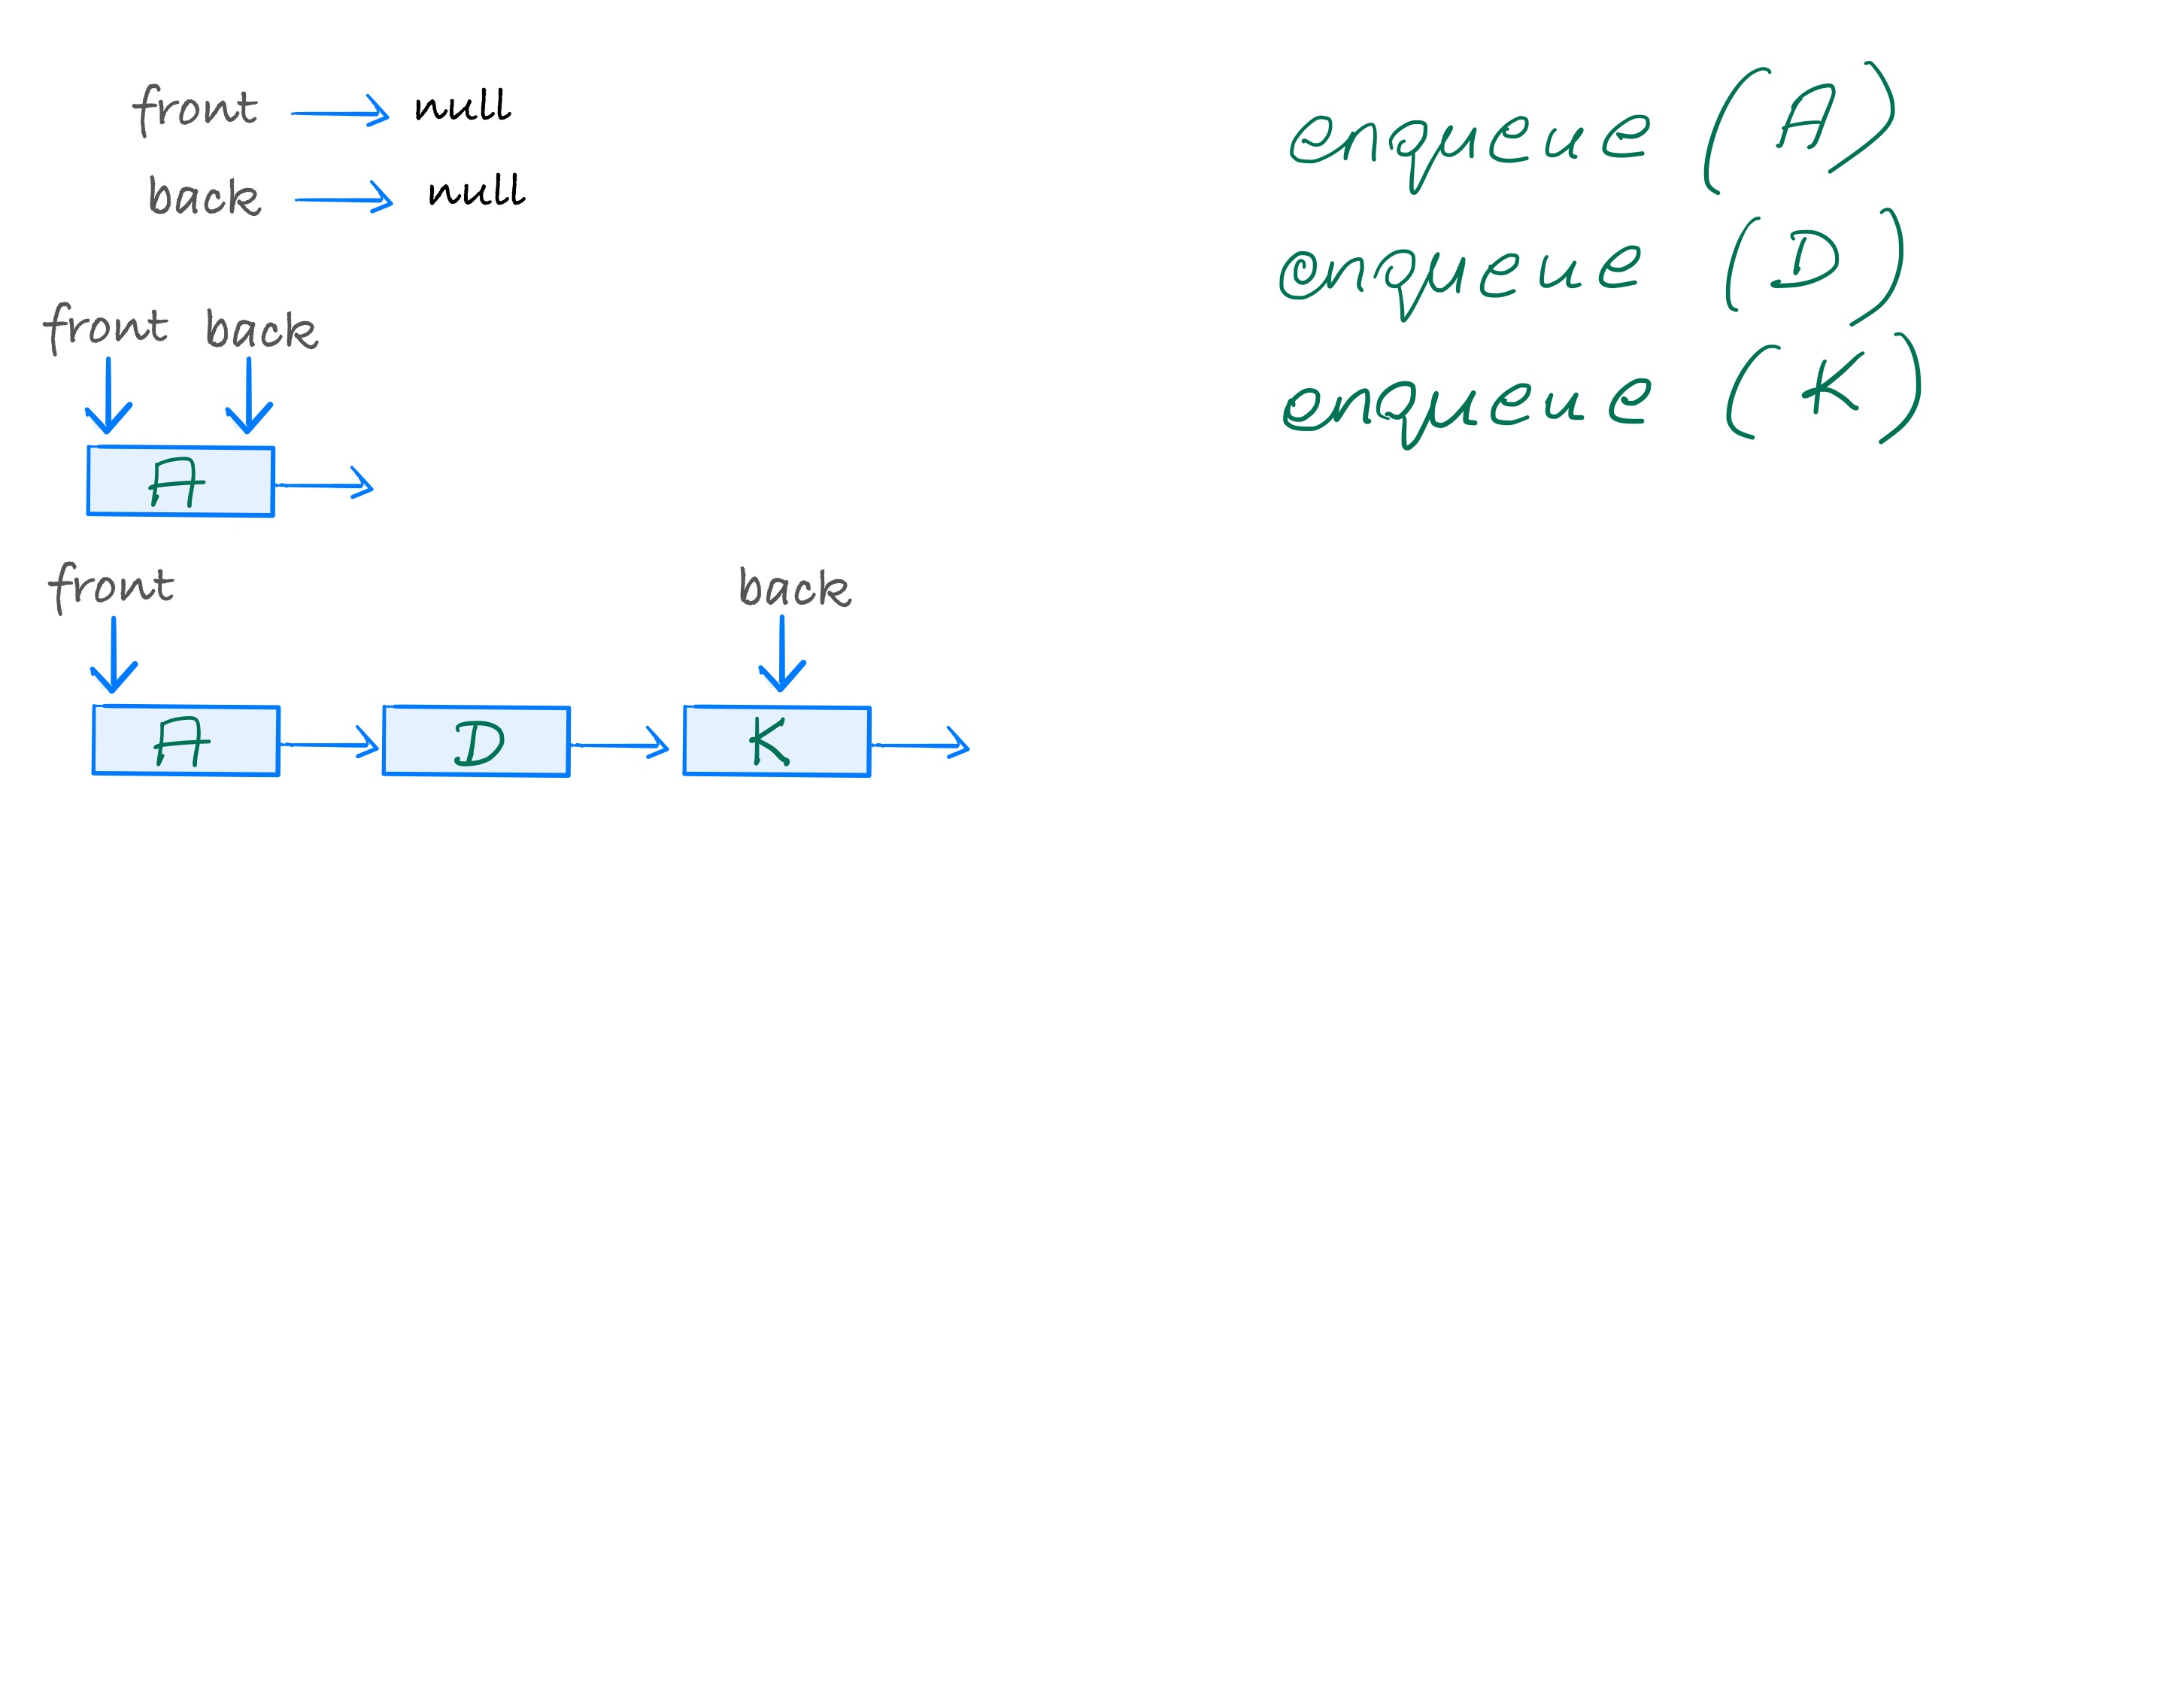 front → null
back → null
front back
A
front back
A D K
enqueue (A)
enqueue (D)
enqueue (K)